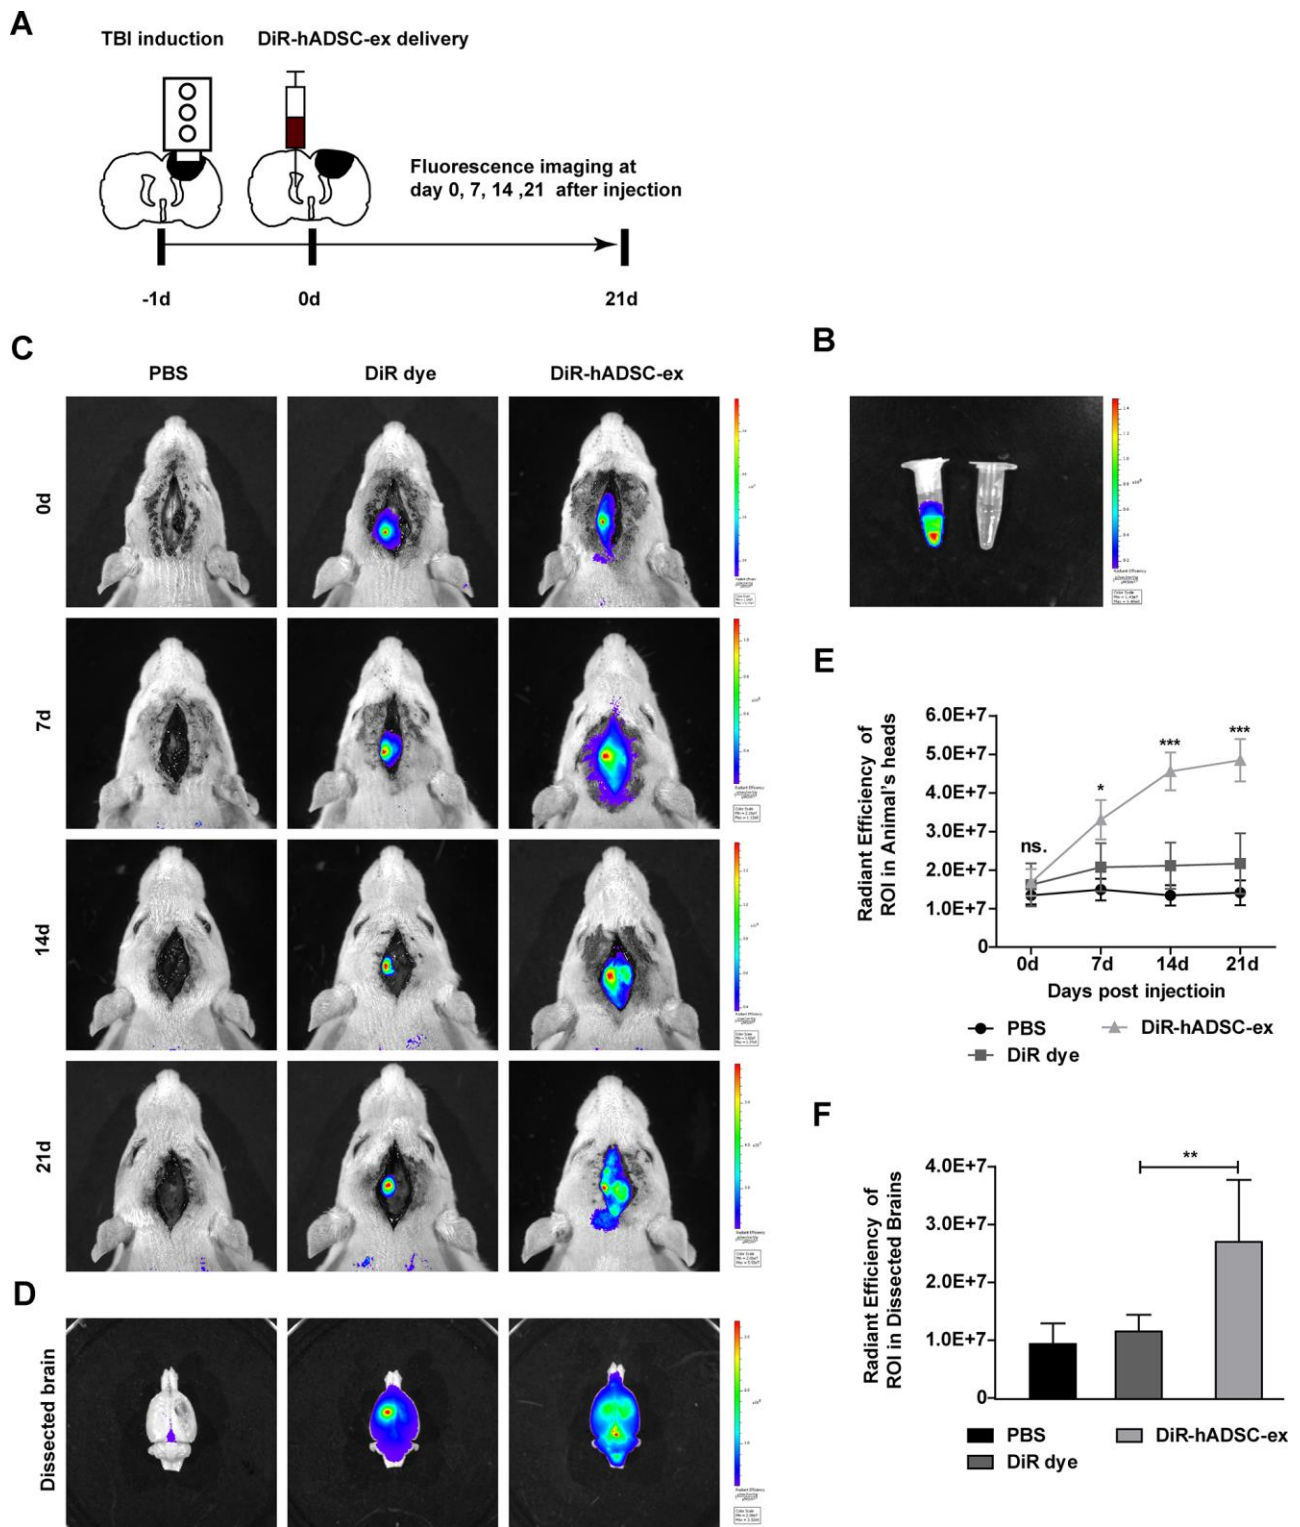 A
TBI induction
DiR-hADSC-ex delivery
Fluorescence imaging at
day 0, 7, 14 ,21 after injection
-1d
0d
21d
C
PBS
DiR dye
DiR-hADSC-ex
0d
7d
14d
21d
B
E
Radiant Efficiency of
ROI in Animal's heads
6.0E+7
5.0E+7
4.0E+7
3.0E+7
2.0E+7
1.0E+7
0
ns.
*
***
***
0d
7d
14d
21d
Days post injectioin
PBS
DiR-hADSC-ex
DiR dye
D
Dissected brain
F
Radiant Efficiency of
ROI in Dissected Brains
4.0E+7
3.0E+7
2.0E+7
1.0E+7
0
**
PBS
DiR-hADSC-ex
DiR dye